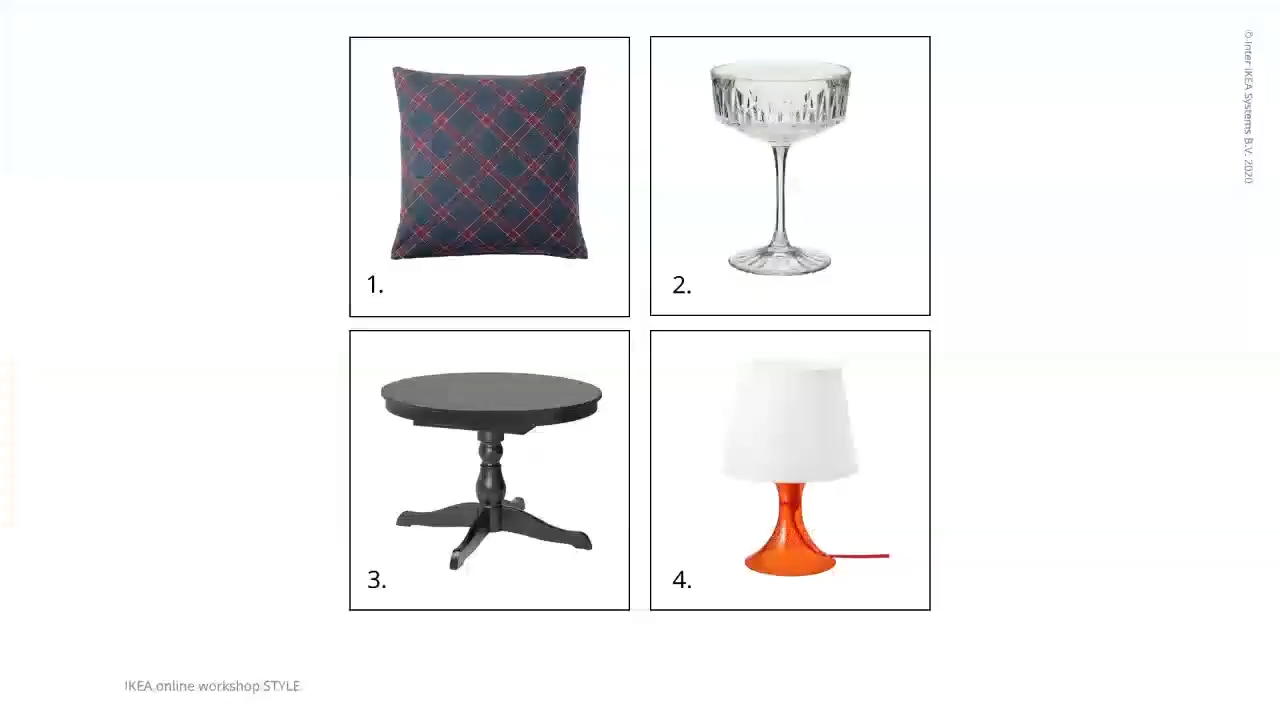 © Inter IKEA Systems B.V. 2020
1.
2.
3.
4.
IKEA online workshop STYLE